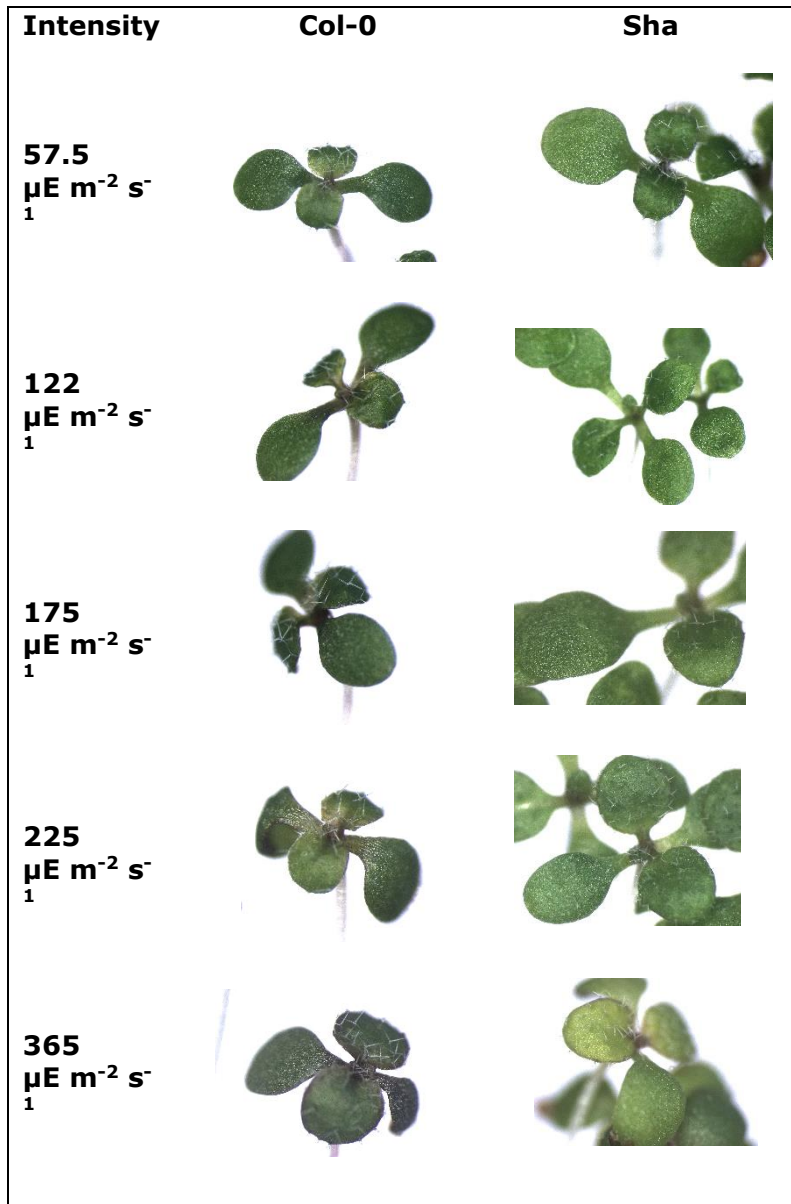 Intensity Col-0 Sha
57.5
µE m⁻² s⁻
¹
122
µE m⁻² s⁻
¹
175
µE m⁻² s⁻
¹
225
µE m⁻² s⁻
¹
365
µE m⁻² s⁻
¹